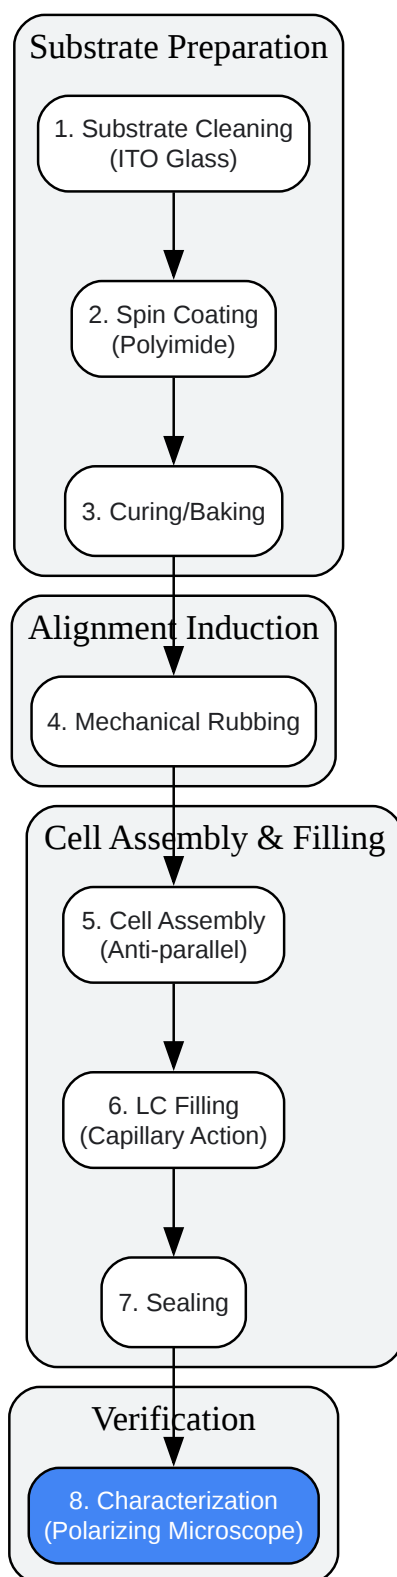 Substrate Preparation
1. Substrate Cleaning
(ITO Glass)
2. Spin Coating
(Polyimide)
3. Curing/Baking
Alignment Induction
4. Mechanical Rubbing
Cell Assembly & Filling
5. Cell Assembly
(Anti-parallel)
6. LC Filling
(Capillary Action)
7. Sealing
Verification
8. Characterization
(Polarizing Microscope)